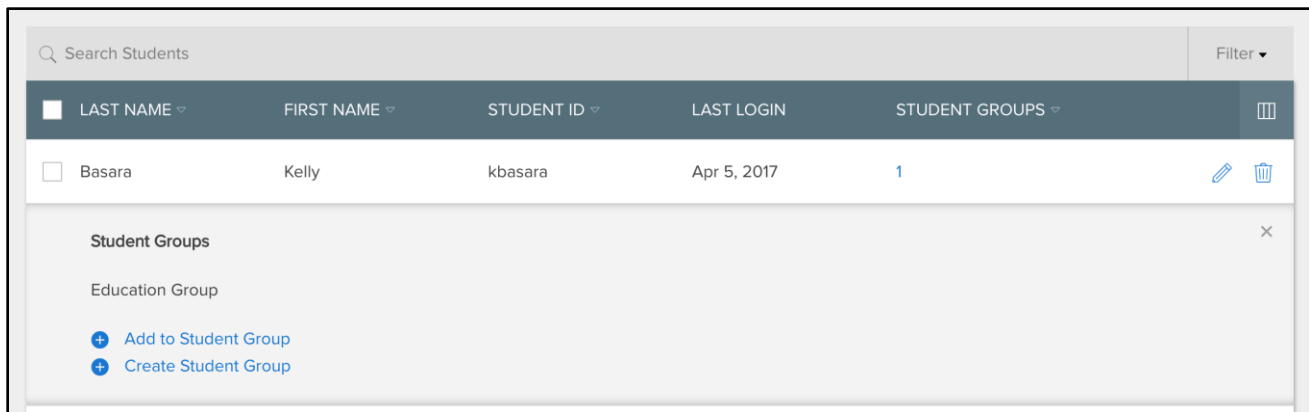 Search Students
Filter
LAST NAME FIRST NAME STUDENT ID LAST LOGIN STUDENT GROUPS
Basara Kelly kbasara Apr 5, 2017 1
Student Groups
Education Group
Add to Student Group
Create Student Group